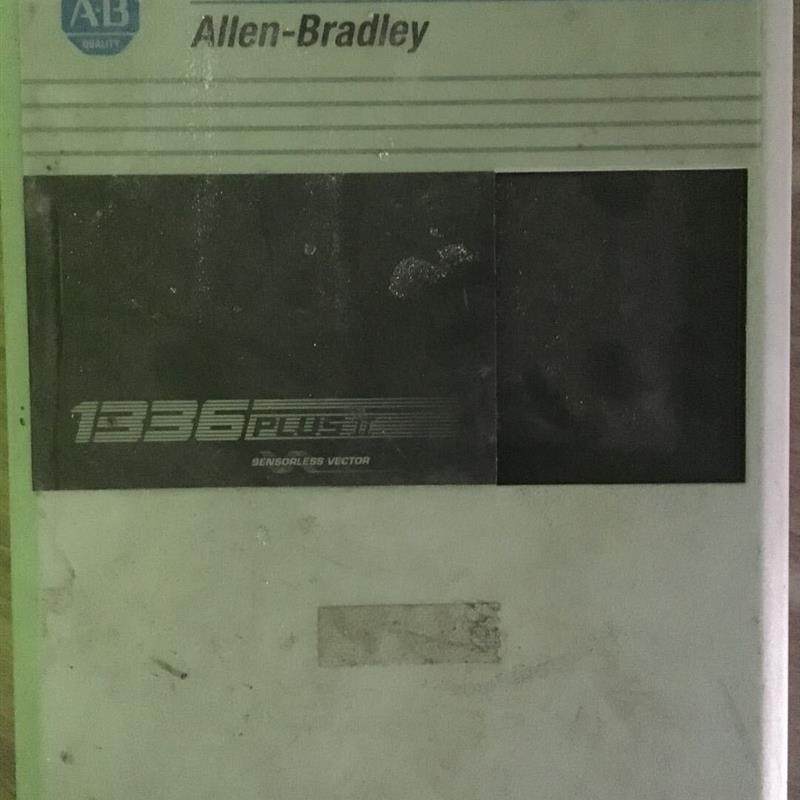 AB
QUALITY
Allen-Bradley
1336 PLUS II
SENSORLESS VECTOR